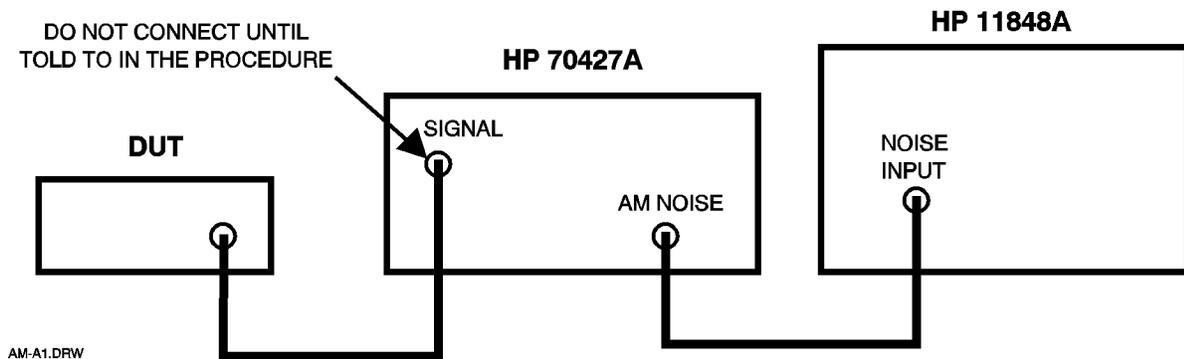 DO NOT CONNECT UNTIL
TOLD TO IN THE PROCEDURE
DUT
HP 70427A
SIGNAL
AM NOISE
HP 11848A
NOISE
INPUT
AM-A1.DRW